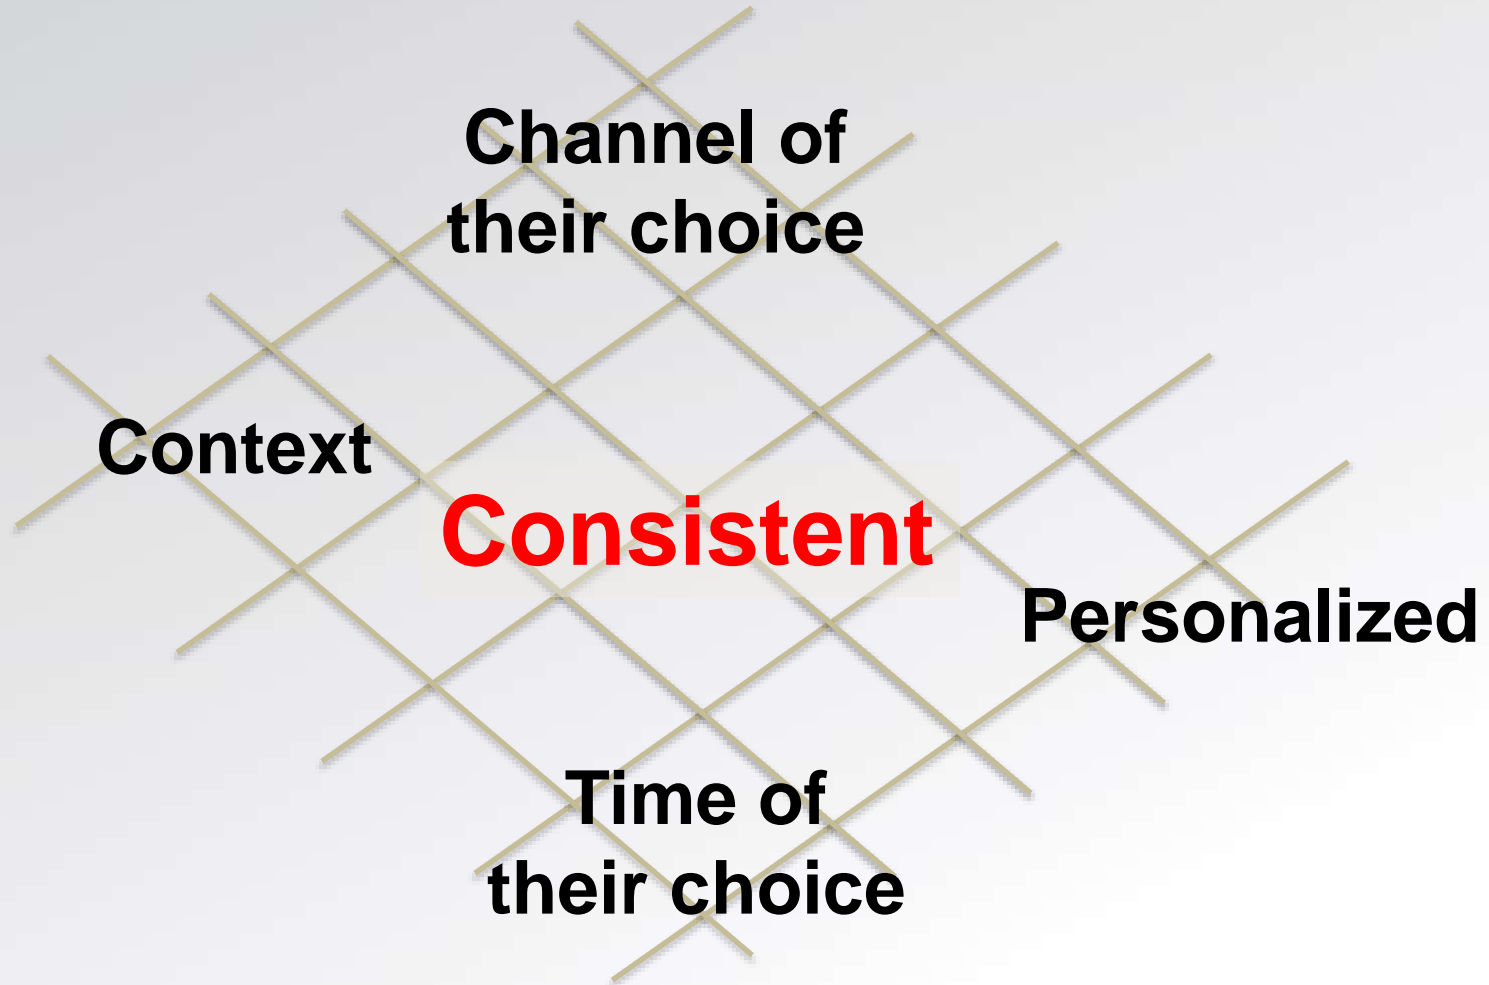 Channel of
their choice
Context
Consistent
Personalized
Time of
their choice